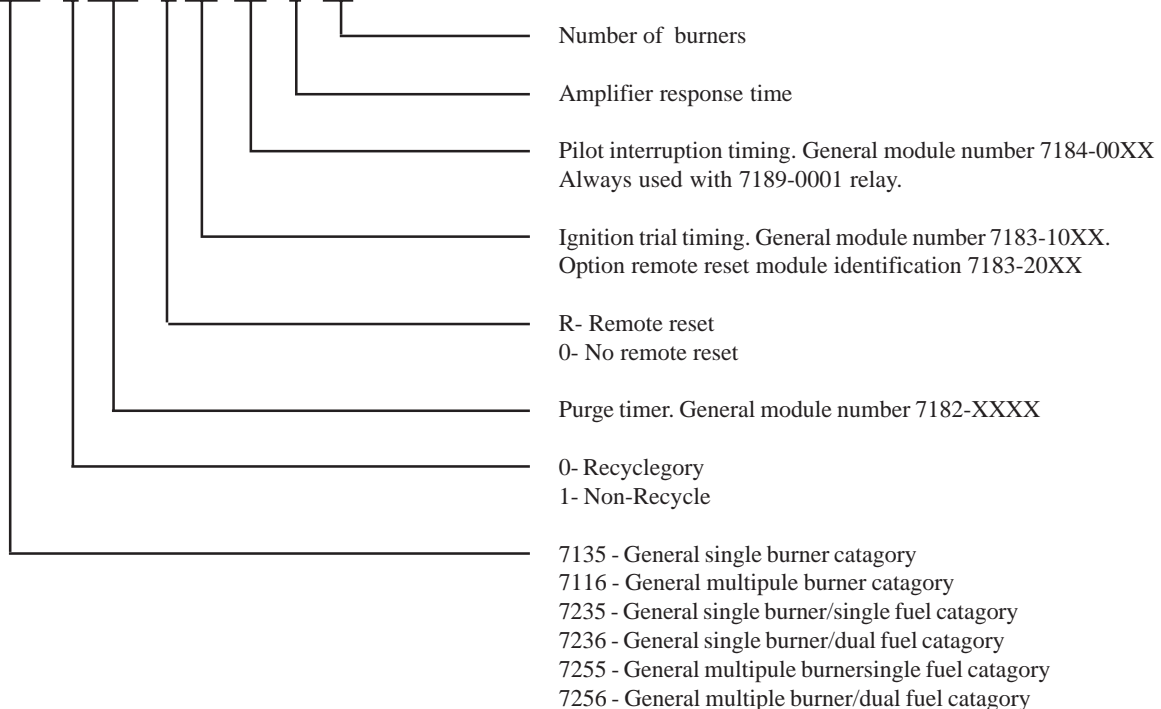 Number of burners
Amplifier response time
Pilot interruption timing. General module number 7184-00XX
Always used with 7189-0001 relay.
Ignition trial timing. General module number 7183-10XX.
Option remote reset module identification 7183-20XX
R- Remote reset
0- No remote reset
Purge timer. General module number 7182-XXXX
0- Recyclegory
1- Non-Recycle
7135 - General single burner catagory
7116 - General multipule burner catagory
7235 - General single burner/single fuel catagory
7236 - General single burner/dual fuel catagory
7255 - General multipule burnersingle fuel catagory
7256 - General multiple burner/dual fuel catagory